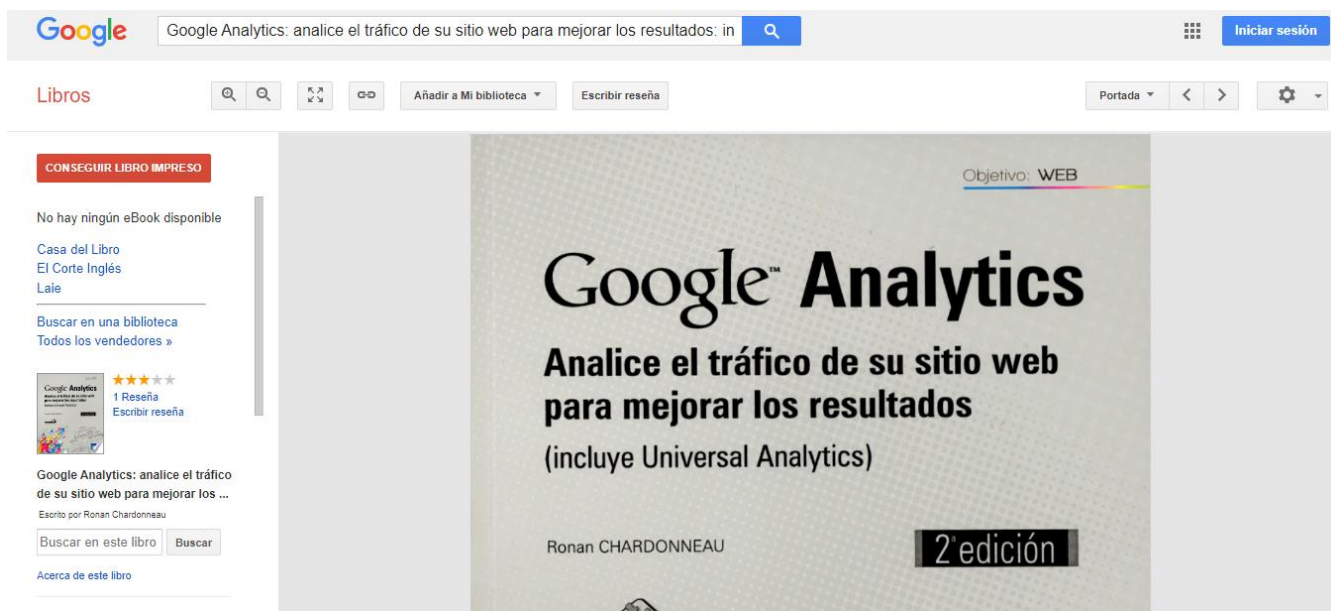 Google
Google Analytics: analice el tráfico de su sitio web para mejorar los resultados: in
Iniciar sesión
Libros
Añadir a Mi biblioteca
Escribir reseña
Portada
CONSEGUIR LIBRO IMPRESO
No hay ningún eBook disponible
Casa del Libro
El Corte Inglés
Laie
Buscar en una biblioteca
Todos los vendedores »
Google Analytics
1 Reseña
Escribir reseña
Google Analytics: analice el tráfico
de su sitio web para mejorar los ...
Escrito por Ronan Chardonneau
Buscar en este libro
Buscar
Acerca de este libro
Objetivo: WEB
Google™ Analytics
Analice el tráfico de su sitio web
para mejorar los resultados
(incluye Universal Analytics)
Ronan CHARDONNEAU
2ª edición